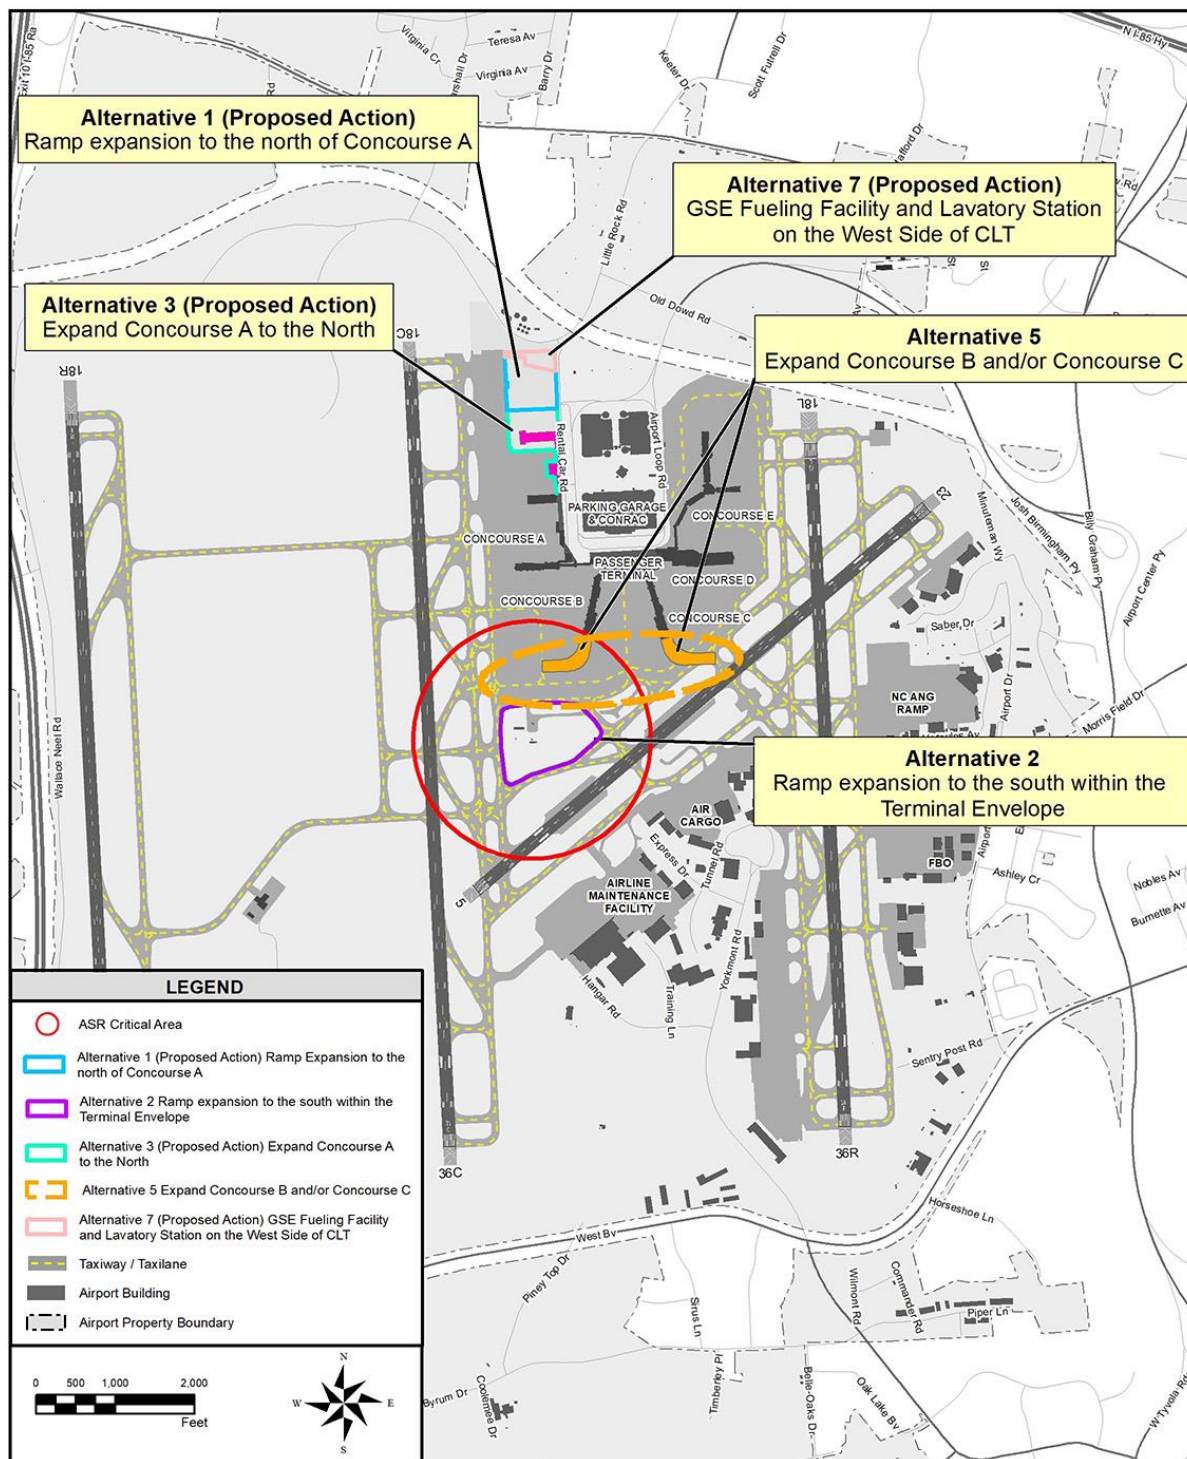 N I-85 Hy
Exit 10 I-85 Ra
Virginia Cr
Teresa Av
Marshall Dr
Virginia Av
Barry Dr
Keeter Dr
Scott Futrell Dr
Rd
Alternative 1 (Proposed Action)
Ramp expansion to the north of Concourse A
Alternative 7 (Proposed Action)
GSE Fueling Facility and Lavatory Station
on the West Side of CLT
Little Rock Rd
Old Dowd Rd
Alternative 3 (Proposed Action)
Expand Concourse A to the North
Alternative 5
Expand Concourse B and/or Concourse C
18R
18C
18L
23
Rental Car Rd
Airport Loop Rd
PARKING GARAGE
& CONRAC
CONCOURSE E
CONCOURSE A
PASSENGER
TERMINAL
CONCOURSE D
CONCOURSE B
CONCOURSE C
Minuteman Wy
Josh Birmingham Py
Billy Graham Py
Airport Center Py
Saber Dr
Airport Dr
NC ANG
RAMP
Morris Field Dr
Wallace Neel Rd
Alternative 2
Ramp expansion to the south within the
Terminal Envelope
AIR
CARGO
Express Dr
Tunnel Rd
FBO
Ashley Cr
Nobles Av
Burnette Av
5
AIRLINE
MAINTENANCE
FACILITY
Yorkmont Rd
Hangar Rd
Training Ln
Sentry Post Rd
36C
36R
LEGEND
ASR Critical Area
Alternative 1 (Proposed Action) Ramp Expansion to the
north of Concourse A
Alternative 2 Ramp expansion to the south within the
Terminal Envelope
Alternative 3 (Proposed Action) Expand Concourse A
to the North
Alternative 5 Expand Concourse B and/or Concourse C
Alternative 7 (Proposed Action) GSE Fueling Facility
and Lavatory Station on the West Side of CLT
Taxiway / Taxilane
Airport Building
Airport Property Boundary
Horseshoe Ln
West Bv
Piney Top Dr
Sirus Ln
Wilmont Rd
Commander Rd
Piper Ln
Timberley Pl
Belle-Oaks Dr
Oak Lake Bv
W Tyvola Rd
Byrum Dr
Coolemee Dr
0 500 1,000 2,000
Feet
N
W E
S